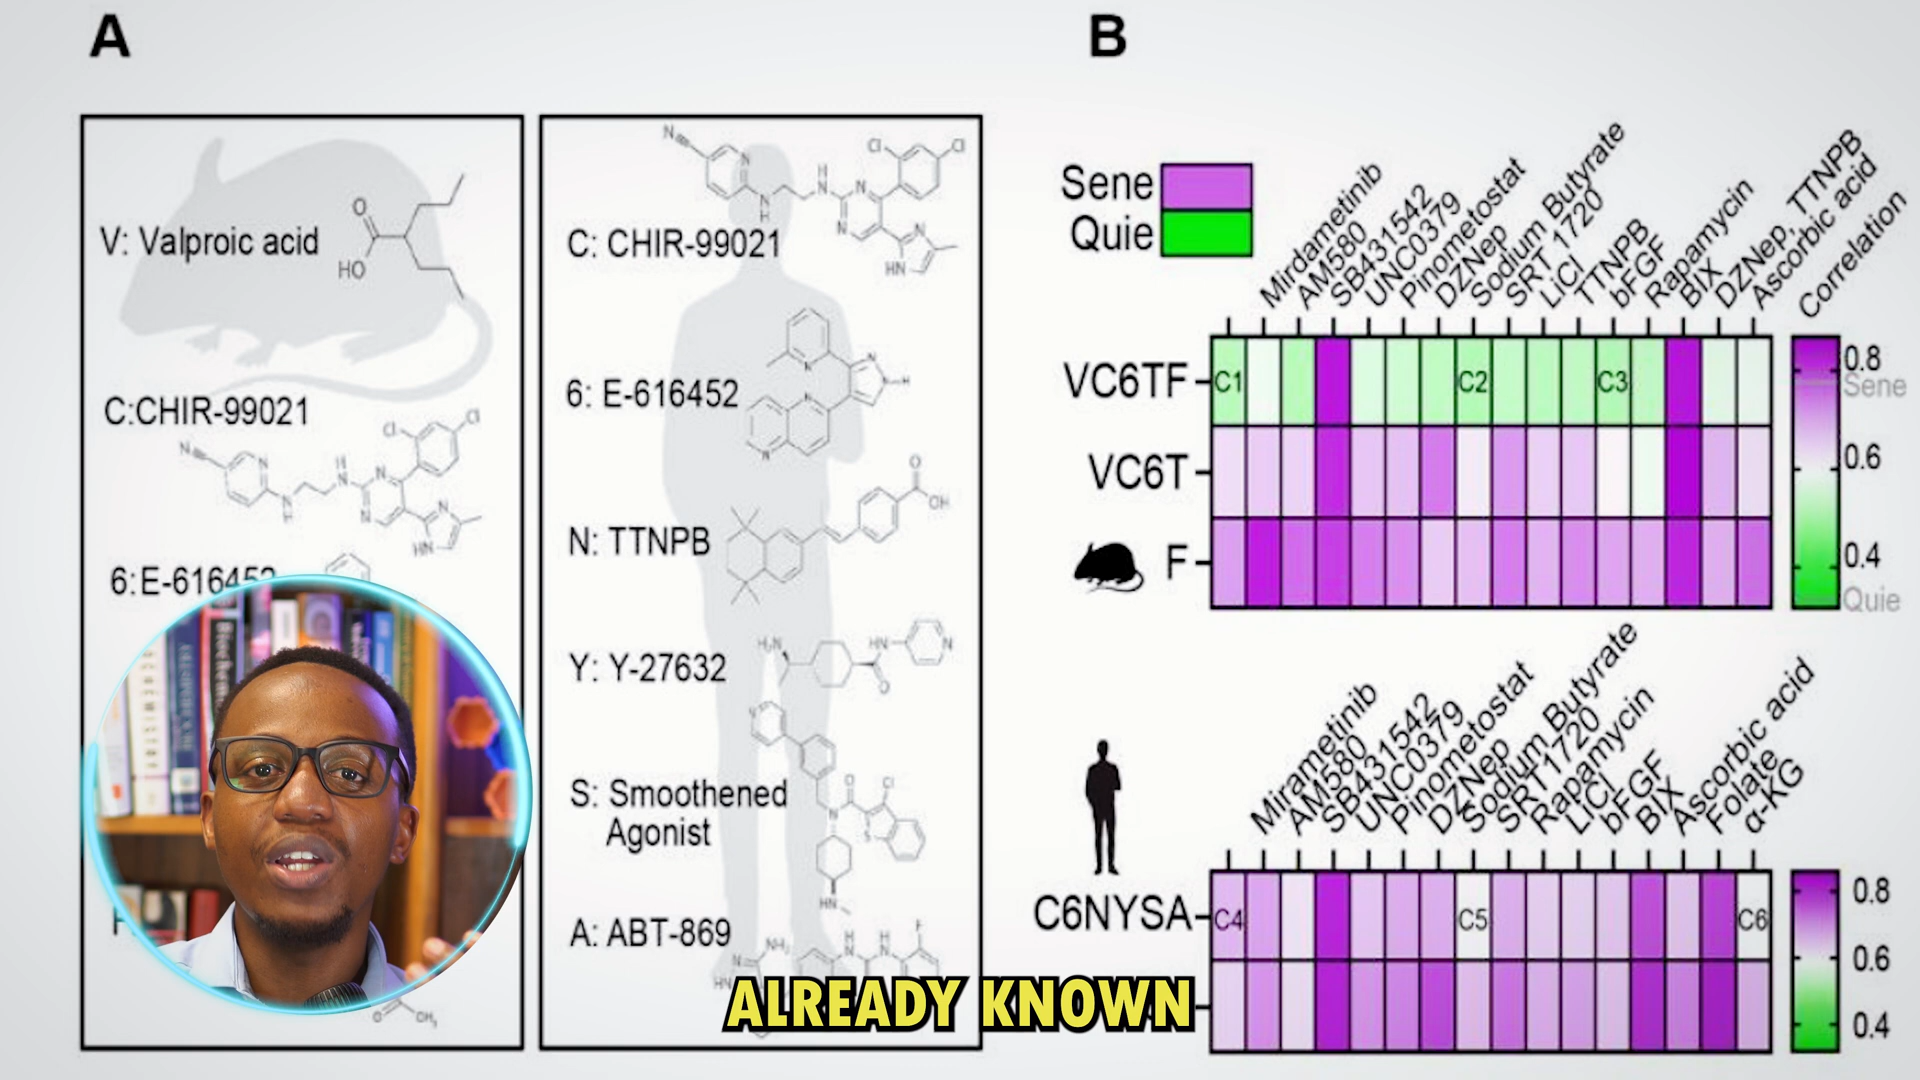 A
V: Valproic acid
C:CHIR-99021
6:E-616452
C: CHIR-99021
6: E-616452
N: TTNPB
Y: Y-27632
S: Smoothened
Agonist
A: ABT-869
B
Sene
Quie
Mirdametinib
AM580
SB431542
UNC0379
Pinometostat
DZNep
Sodium Butyrate
SRT 1720
LiCl
TTNPB
bFGF
Rapamycin
BIX
DZNep, TTNPB
Ascorbic acid
Correlation
VC6TF
C1
C2
C3
VC6T
F
0.8
Sene
0.6
0.4
Quie
Mirametinib
AM580
SB431542
UNC0379
Pinometostat
DZNep
Sodium Butyrate
SRT1720
Rapamycin
LiCl
bFGF
BIX
Ascorbic acid
Folate
α-KG
C6NYSA
C4
C5
C6
0.8
0.6
0.4
ALREADY KNOWN